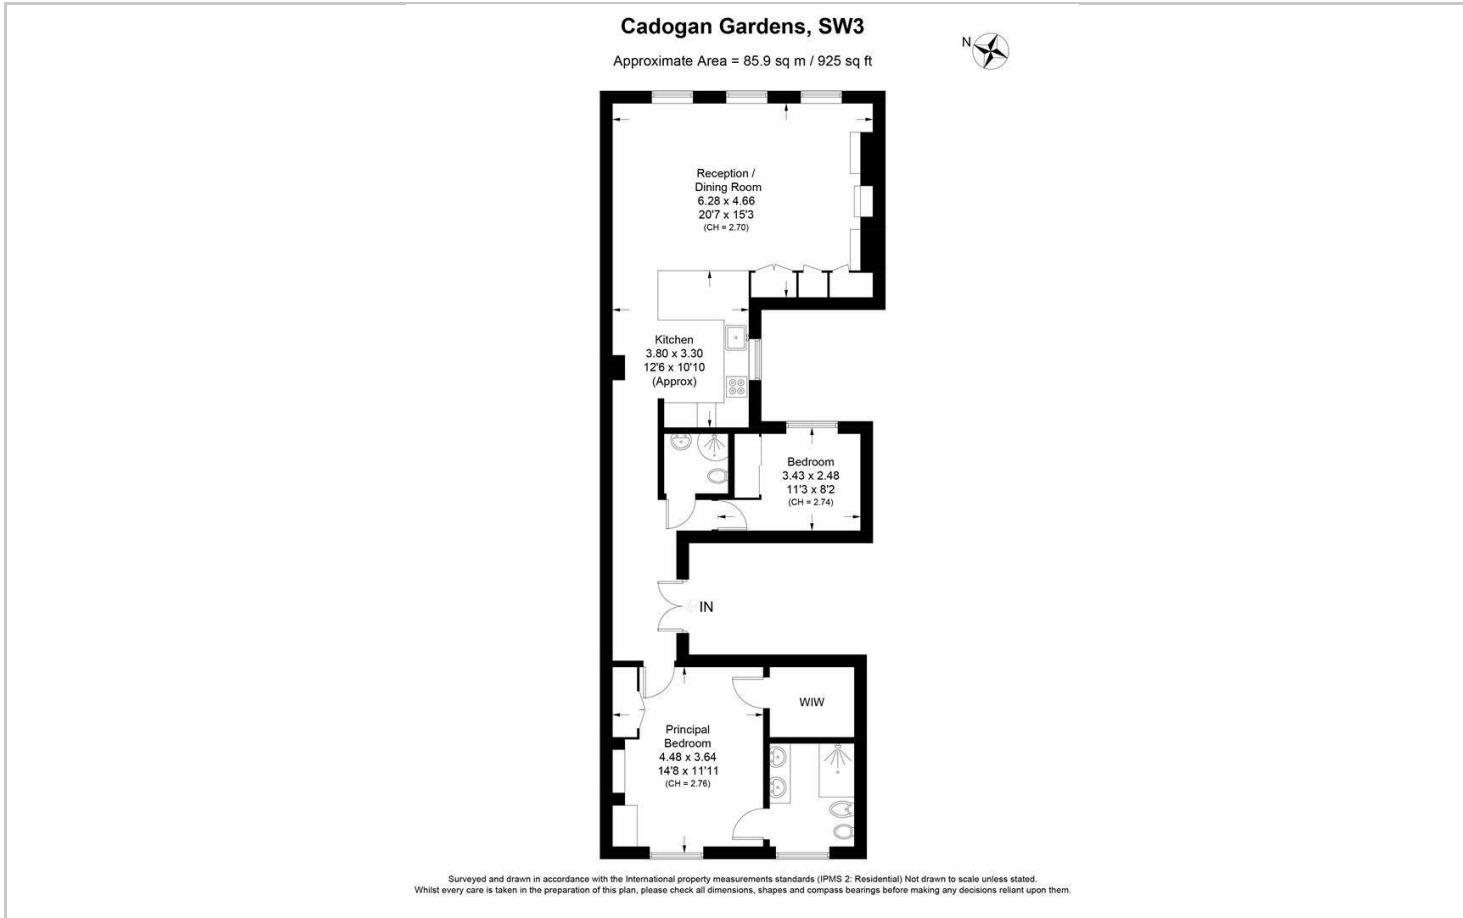 Cadogan Gardens, SW3
Approximate Area = 85.9 sq m / 925 sq ft
N
Reception /
Dining Room
6.28 x 4.66
20'7 x 15'3
(CH = 2.70)
Kitchen
3.80 x 3.30
12'6 x 10'10
(Approx)
Bedroom
3.43 x 2.48
11'3 x 8'2
(CH = 2.74)
IN
WIW
Principal
Bedroom
4.48 x 3.64
14'8 x 11'11
(CH = 2.76)
Surveyed and drawn in accordance with the International property measurements standards (IPMS 2: Residential) Not drawn to scale unless stated.
Whilst every care is taken in the preparation of this plan, please check all dimensions, shapes and compass bearings before making any decisions reliant upon them.